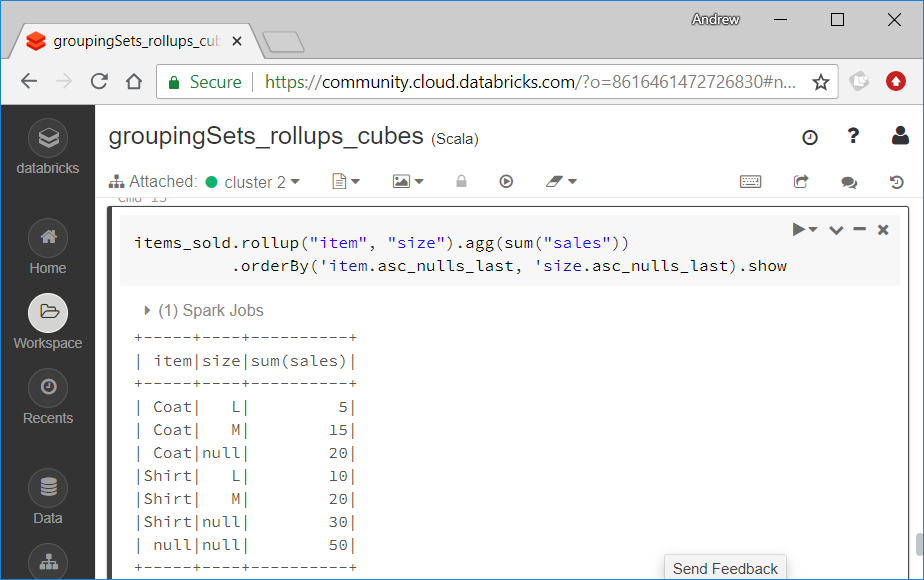 Andrew
groupingSets_rollups_cub
Secure
https://community.cloud.databricks.com/?o=8616461472726830#n...
databricks
Home
Workspace
Recents
Data
groupingSets_rollups_cubes (Scala)
Attached: cluster 2
Cmd 15
items_sold.rollup("item", "size").agg(sum("sales"))
          .orderBy('item.asc_nulls_last, 'size.asc_nulls_last).show
(1) Spark Jobs
+-----+----+----------+
| item|size|sum(sales)|
+-----+----+----------+
| Coat|   L|         5|
| Coat|   M|        15|
| Coat|null|        20|
|Shirt|   L|        10|
|Shirt|   M|        20|
|Shirt|null|        30|
| null|null|        50|
+-----+----+----------+
Send Feedback